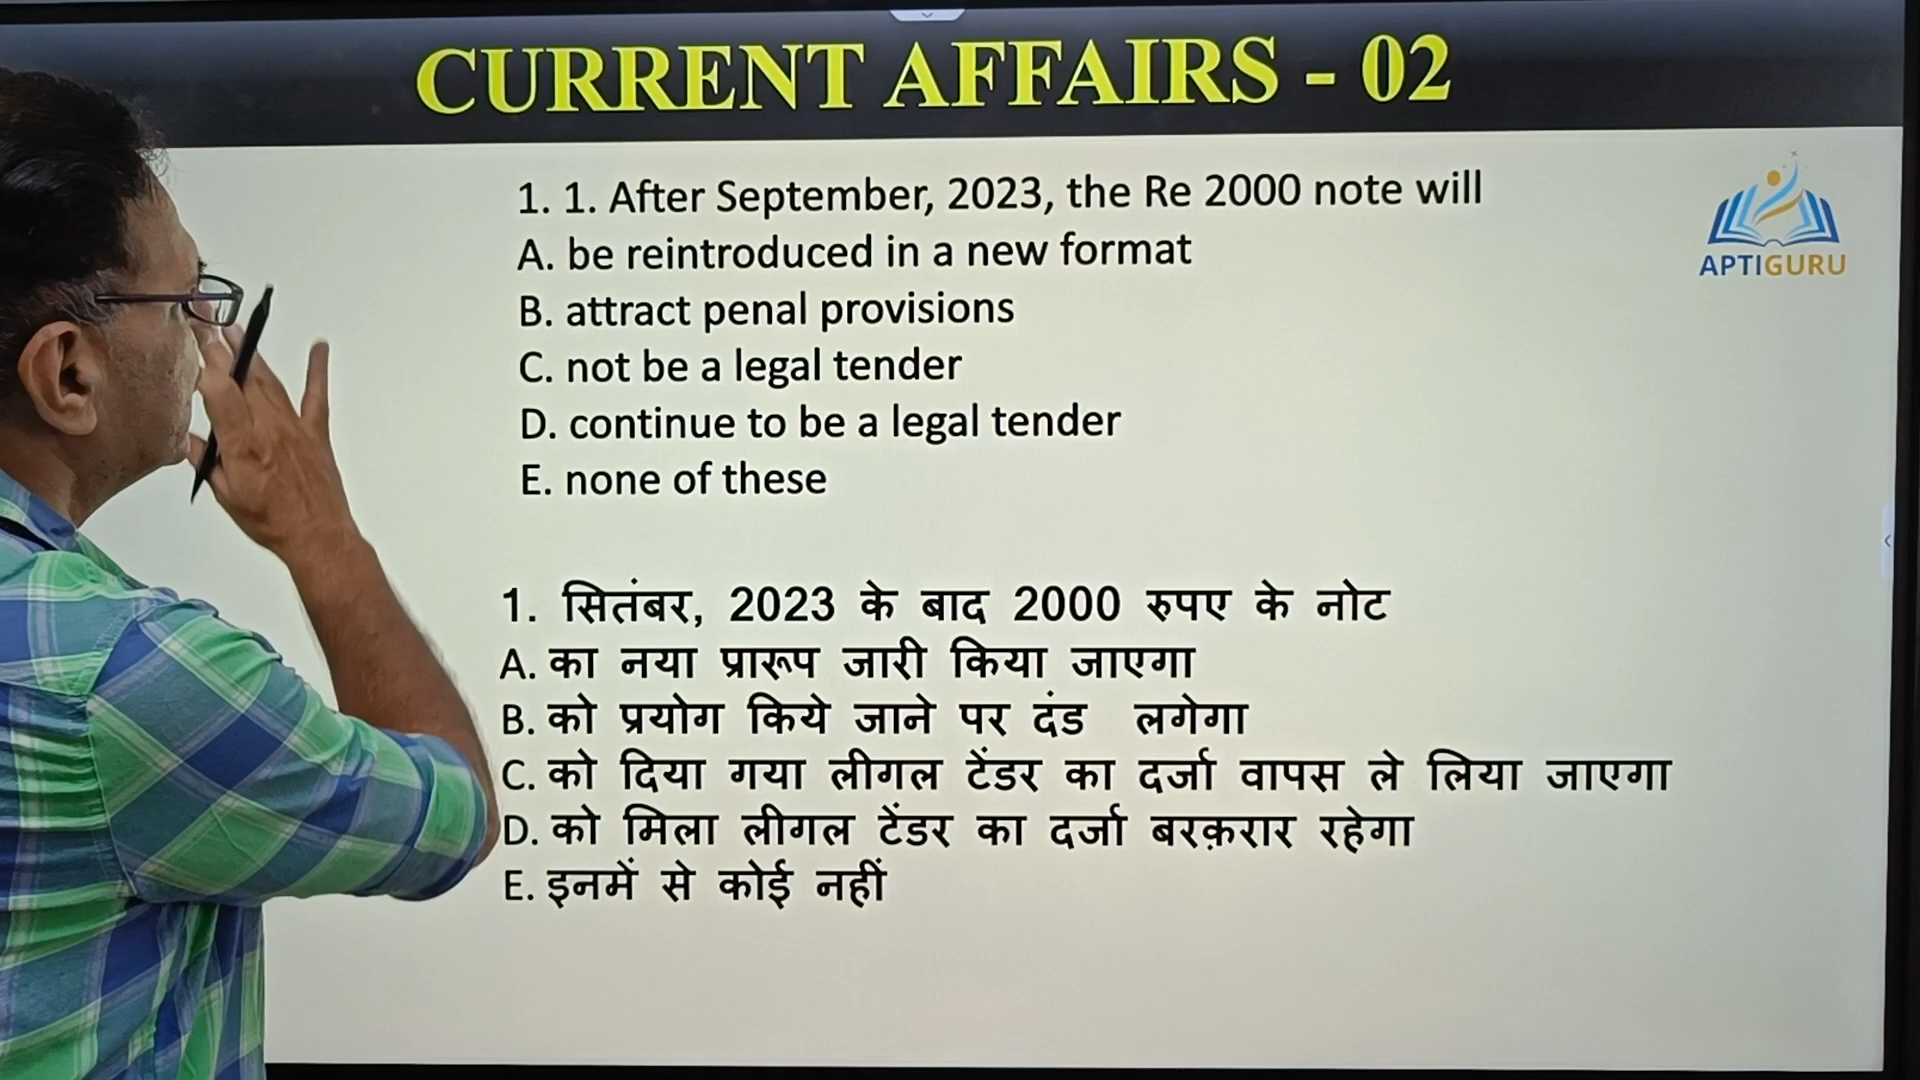 CURRENT AFFAIRS - 02
APTIGURU
1. 1. After September, 2023, the Re 2000 note will
A. be reintroduced in a new format
B. attract penal provisions
C. not be a legal tender
D. continue to be a legal tender
E. none of these
1. सितंबर, 2023 के बाद 2000 रुपए के नोट
A. का नया प्रारूप जारी किया जाएगा
B. को प्रयोग किये जाने पर दंड लगेगा
C. को दिया गया लीगल टेंडर का दर्जा वापस ले लिया जाएगा
D. को मिला लीगल टेंडर का दर्जा बरक़रार रहेगा
E. इनमें से कोई नहीं